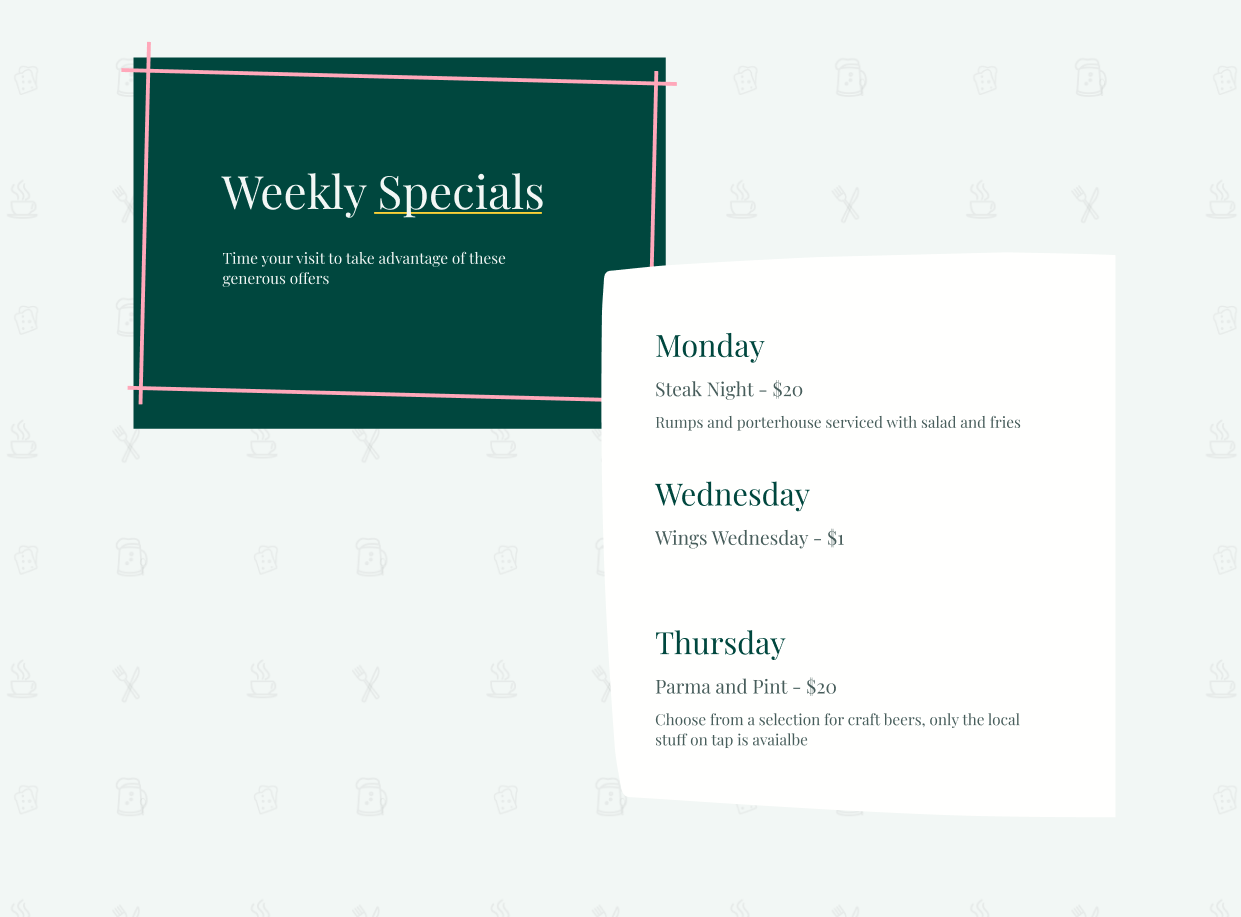 Weekly Specials
Time your visit to take advantage of these
generous offers
Monday
Steak Night - $20
Rumps and porterhouse serviced with salad and fries
Wednesday
Wings Wednesday - $1
Thursday
Parma and Pint - $20
Choose from a selection for craft beers, only the local
stuff on tap is avaialbe